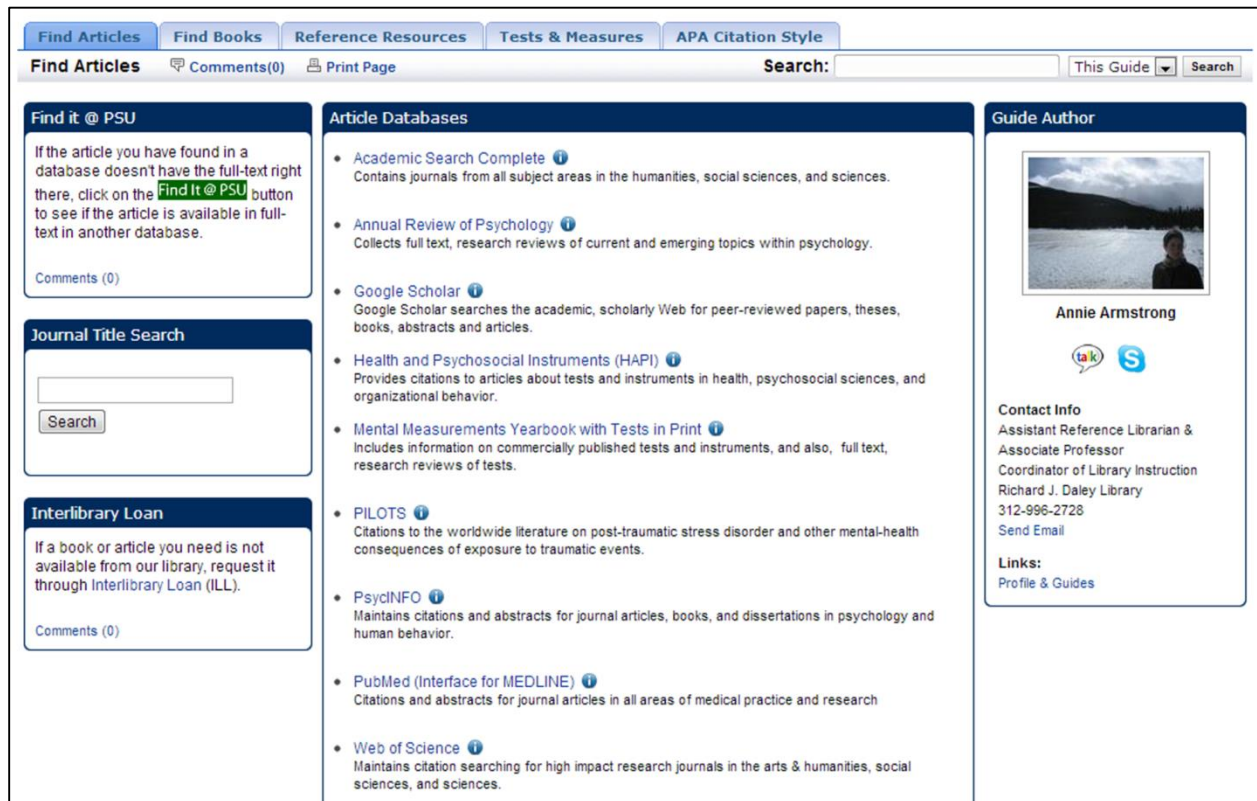 Find Articles
Find Books
Reference Resources
Tests & Measures
APA Citation Style
Find Articles
Comments(0)
Print Page
Search:
This Guide
Search
Find it @ PSU
If the article you have found in a
database doesn't have the full-text right
there, click on the Find It @ PSU button
to see if the article is available in full-
text in another database.
Comments (0)
Journal Title Search
Search
Interlibrary Loan
If a book or article you need is not
available from our library, request it
through Interlibrary Loan (ILL).
Comments (0)
Article Databases
Academic Search Complete
Contains journals from all subject areas in the humanities, social sciences, and sciences.
Annual Review of Psychology
Collects full text, research reviews of current and emerging topics within psychology.
Google Scholar
Google Scholar searches the academic, scholarly Web for peer-reviewed papers, theses,
books, abstracts and articles.
Health and Psychosocial Instruments (HAPI)
Provides citations to articles about tests and instruments in health, psychosocial sciences, and
organizational behavior.
Mental Measurements Yearbook with Tests in Print
Includes information on commercially published tests and instruments, and also, full text,
research reviews of tests.
PILOTS
Citations to the worldwide literature on post-traumatic stress disorder and other mental-health
consequences of exposure to traumatic events.
PsycINFO
Maintains citations and abstracts for journal articles, books, and dissertations in psychology and
human behavior.
PubMed (Interface for MEDLINE)
Citations and abstracts for journal articles in all areas of medical practice and research
Web of Science
Maintains citation searching for high impact research journals in the arts & humanities, social
sciences, and sciences.
Guide Author
Annie Armstrong
talk
S
Contact Info
Assistant Reference Librarian &
Associate Professor
Coordinator of Library Instruction
Richard J. Daley Library
312-996-2728
Send Email
Links:
Profile & Guides